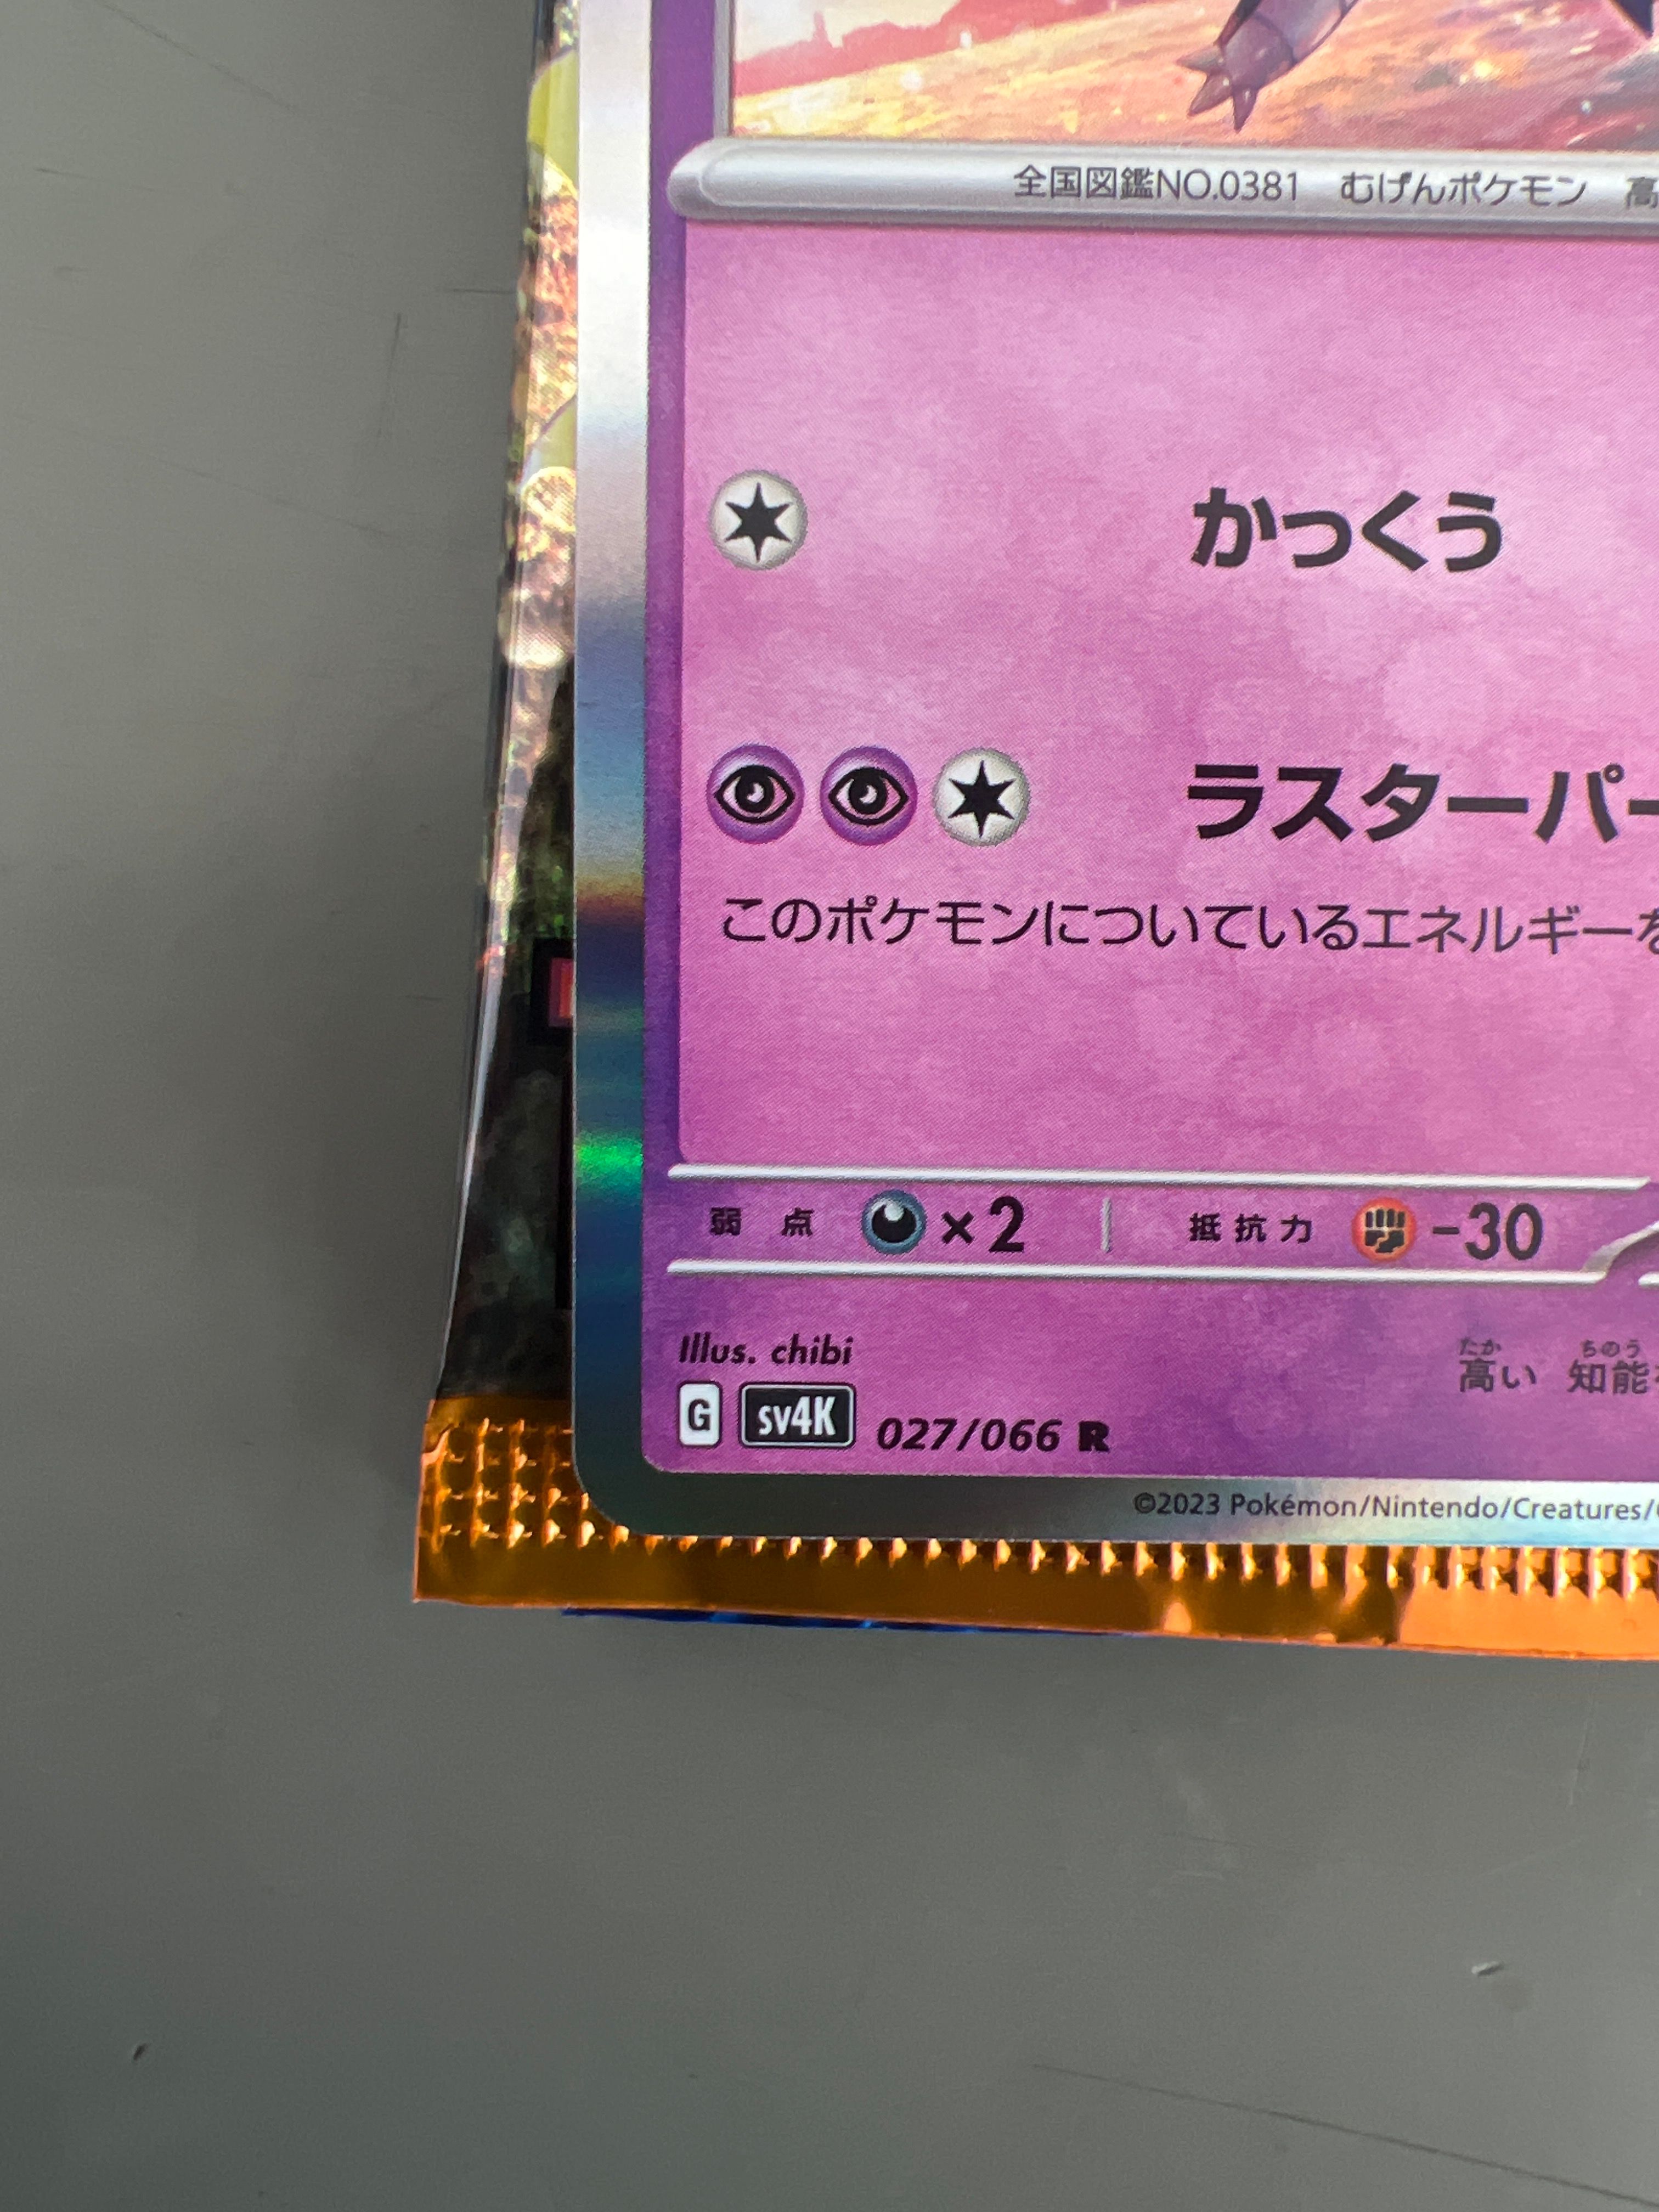 全国図鑑NO.0381 むげんポケモン 高
かっくう
ラスターパー
このポケモンについているエネルギーを
弱点 ×2 抵抗力 -30
Illus. chibi
たか ちのう
高い 知能を
G sv4K 027/066 R
©2023 Pokémon/Nintendo/Creatures/